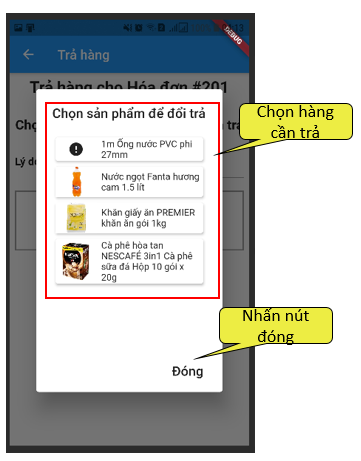 DEBUG
Trả hàng
Trả hàng cho Hóa đơn #201
Chọn sản phẩm để đổi trả
Chọn hàng
cần trả
1m Ống nước PVC phi
27mm
Nước ngọt Fanta hương
cam 1.5 lít
Lý do
Khăn giấy ăn PREMIER
khăn ăn gói 1kg
Cà phê hòa tan
NESCAFÉ 3in1 Cà phê
sữa đá Hộp 10 gói x
20g
Nhấn nút
đóng
Đóng